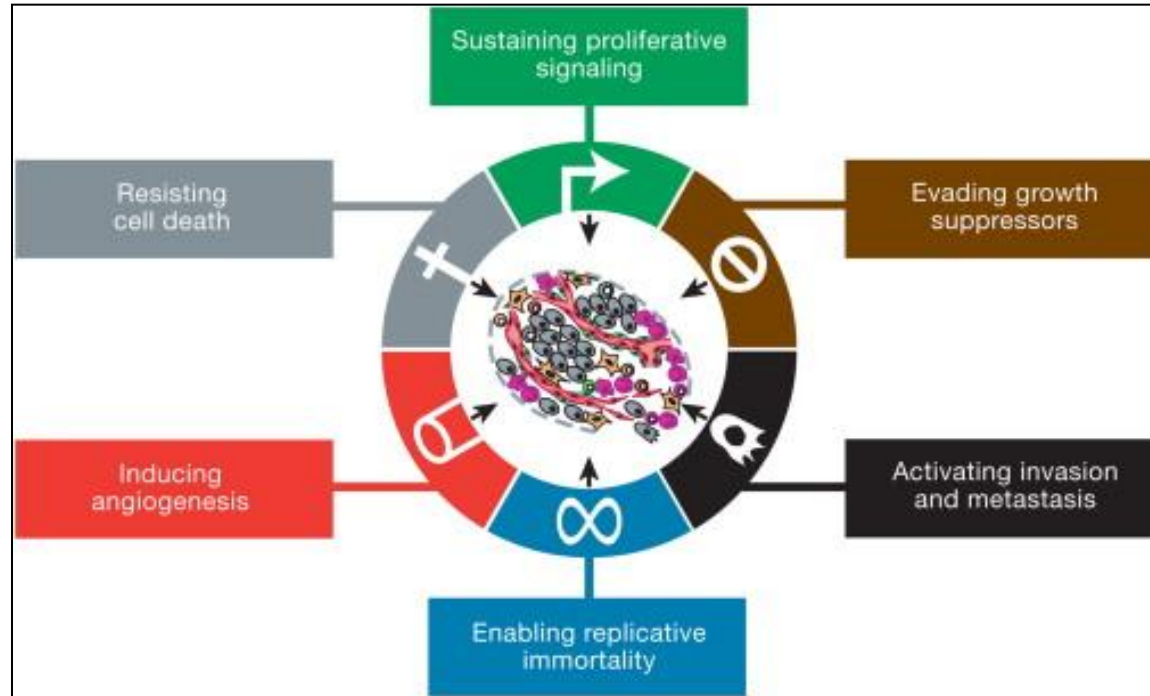 Sustaining proliferative
signaling
Resisting
cell death
Evading growth
suppressors
Inducing
angiogenesis
Activating invasion
and metastasis
Enabling replicative
immortality